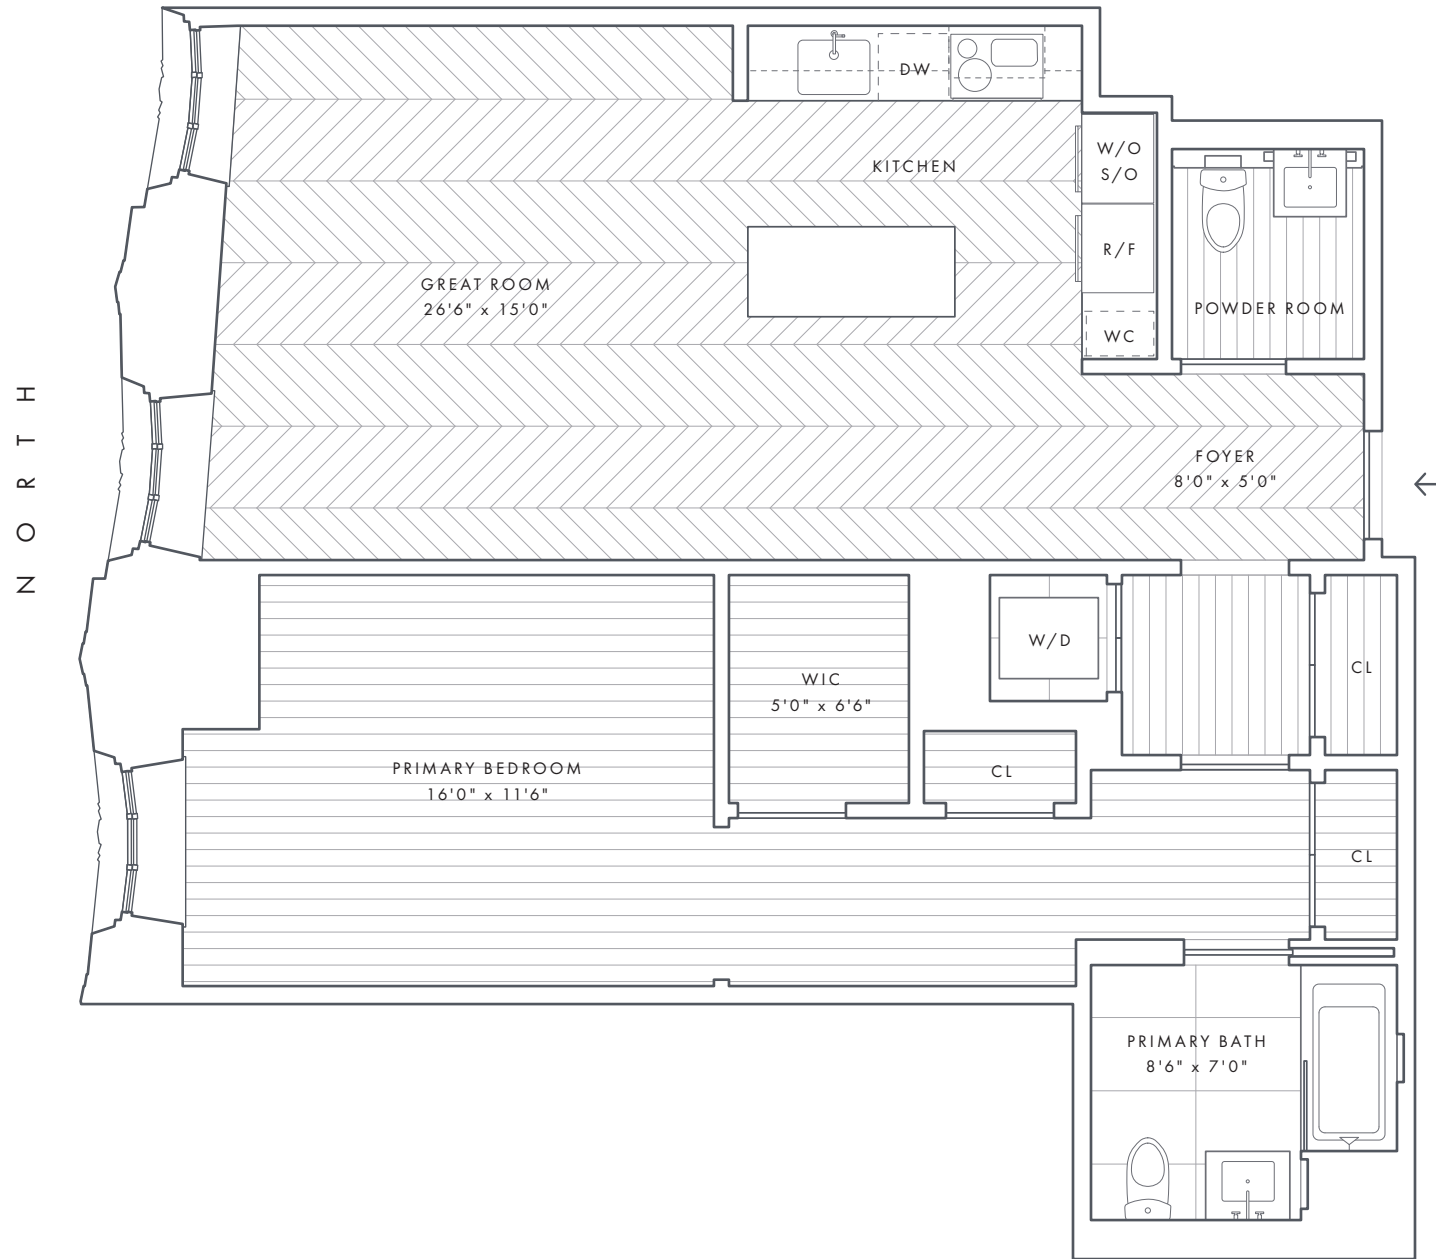 DW
KITCHEN
W/O
S/O
R/F
WC
POWDER ROOM
GREAT ROOM
26'6" x 15'0"
NORTH
FOYER
8'0" x 5'0"
W/D
CL
WIC
5'0" x 6'6"
PRIMARY BEDROOM
16'0" x 11'6"
CL
CL
PRIMARY BATH
8'6" x 7'0"